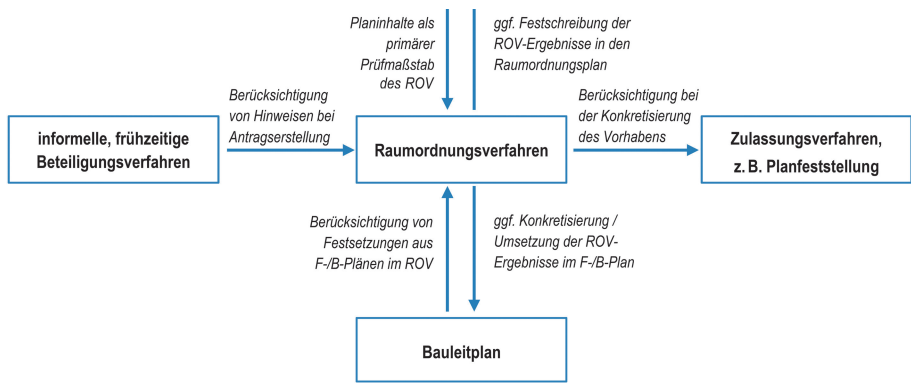 Planinhalte als
primärer
Prüfmaßstab
des ROV
ggf. Festschreibung der
ROV-Ergebnisse in den
Raumordnungsplan
informelle, frühzeitige
Beteiligungsverfahren
Berücksichtigung
von Hinweisen bei
Antragserstellung
Raumordnungsverfahren
Berücksichtigung bei
der Konkretisierung
des Vorhabens
Zulassungsverfahren,
z. B. Planfeststellung
Berücksichtigung von
Festsetzungen aus
F-/B-Plänen im ROV
ggf. Konkretisierung /
Umsetzung der ROV-
Ergebnisse im F-/B-Plan
Bauleitplan